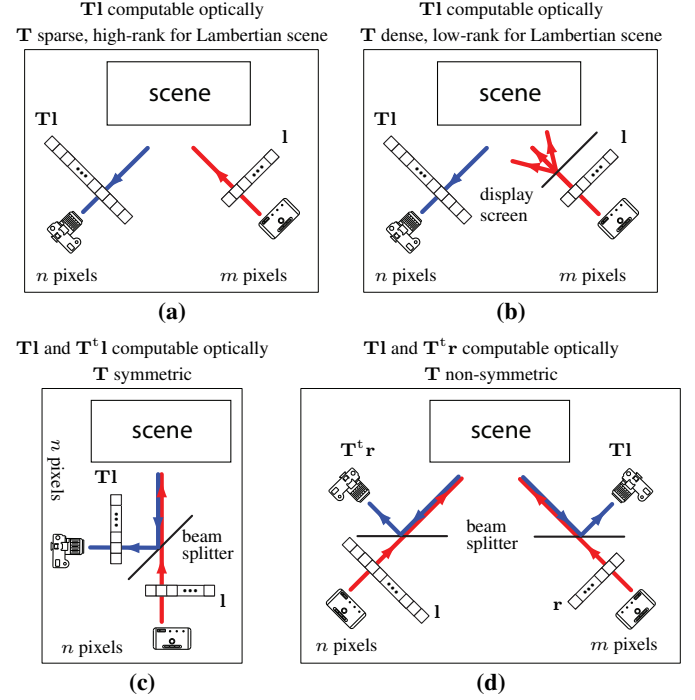 Tl computable optically
T sparse, high-rank for Lambertian scene
scene
Tl
l
n pixels
m pixels
(a)
Tl computable optically
T dense, low-rank for Lambertian scene
scene
Tl
l
display
screen
n pixels
m pixels
(b)
Tl and Tᵗl computable optically
T symmetric
scene
n pixels
Tl
beam
splitter
l
n pixels
(c)
Tl and Tᵗr computable optically
T non-symmetric
scene
Tᵗr
Tl
beam
splitter
l
r
n pixels
m pixels
(d)